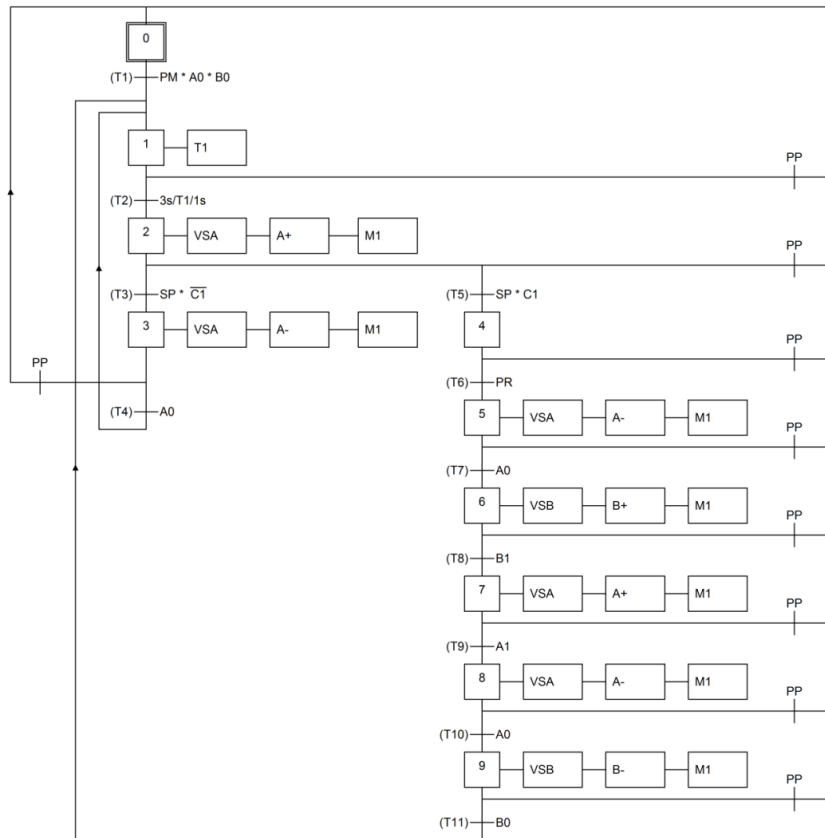 0
(T1) PM * A0 * B0
1 T1
PP
(T2) 3s/T1/1s
2 VSA A+ M1
PP
(T3) SP * C1
(T5) SP * C1
3 VSA A- M1
4
PP
PP
(T4) A0
(T6) PR
5 VSA A- M1
PP
(T7) A0
6 VSB B+ M1
PP
(T8) B1
7 VSA A+ M1
PP
(T9) A1
8 VSA A- M1
PP
(T10) A0
9 VSB B- M1
PP
(T11) B0